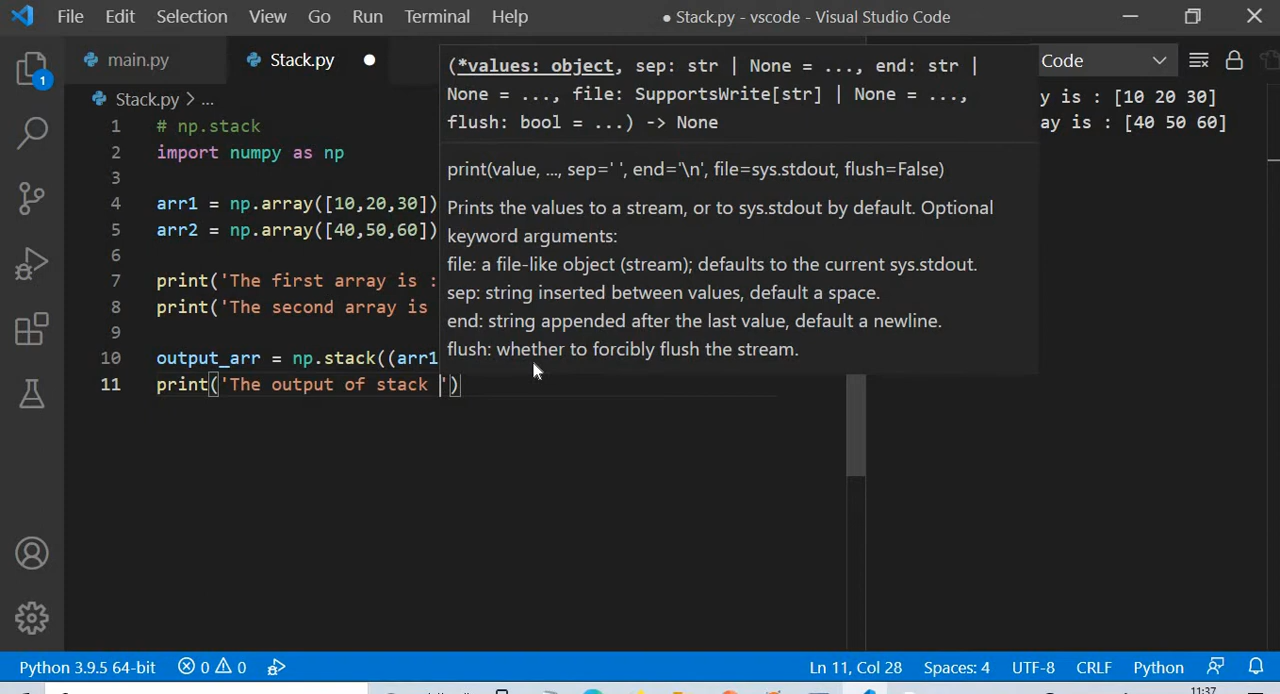 File Edit Selection View Go Run Terminal Help
● Stack.py - vscode - Visual Studio Code
main.py
Stack.py
Code
Stack.py > ...
1 # np.stack
2 import numpy as np
3
4 arr1 = np.array([10,20,30])
5 arr2 = np.array([40,50,60])
6
7 print('The first array is :
8 print('The second array is
9
10 output_arr = np.stack((arr1
11 print('The output of stack ')
(*values: object, sep: str | None = ..., end: str |
None = ..., file: SupportsWrite[str] | None = ...,
flush: bool = ...) -> None
print(value, ..., sep=' ', end='\n', file=sys.stdout, flush=False)
Prints the values to a stream, or to sys.stdout by default. Optional
keyword arguments:
file: a file-like object (stream); defaults to the current sys.stdout.
sep: string inserted between values, default a space.
end: string appended after the last value, default a newline.
flush: whether to forcibly flush the stream.
y is : [10 20 30]
ay is : [40 50 60]
1
Python 3.9.5 64-bit 0 0
Ln 11, Col 28 Spaces: 4 UTF-8 CRLF Python
11:37